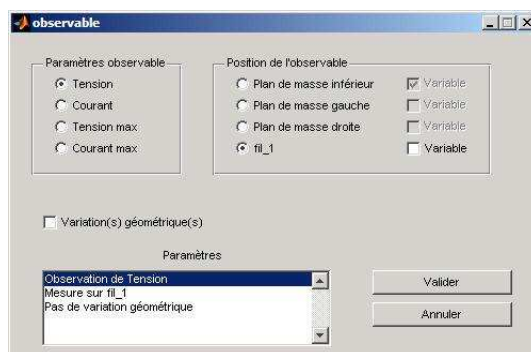 observable
Paramètres observable
Tension
Courant
Tension max
Courant max
Position de l'observable
Plan de masse inférieur Variable
Plan de masse gauche Variable
Plan de masse droite Variable
fil_1 Variable
Variation(s) géométrique(s)
Paramètres
Observation de Tension
Mesure sur fil_1
Pas de variation géométrique
Valider
Annuler